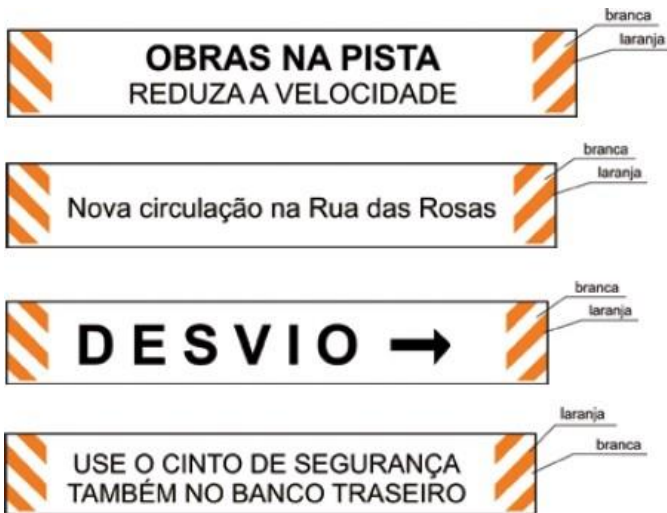 branca
laranja
OBRAS NA PISTA
REDUZA A VELOCIDADE
branca
laranja
Nova circulação na Rua das Rosas
branca
laranja
DESVIO →
laranja
branca
USE O CINTO DE SEGURANÇA
TAMBÉM NO BANCO TRASEIRO